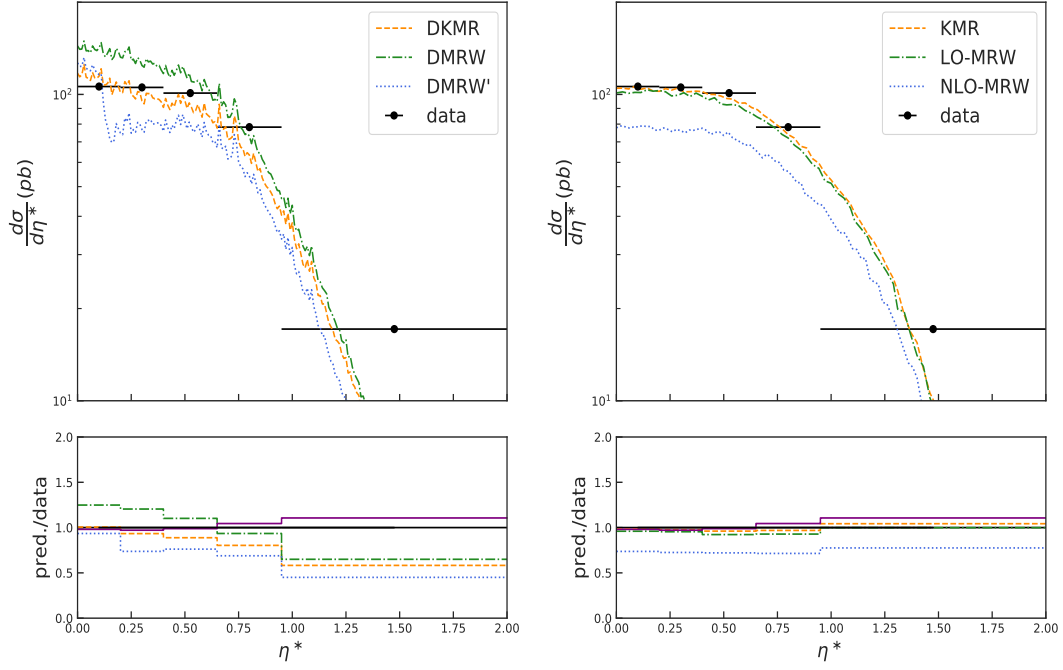 DKMR
DMRW
DMRW'
data
10²
10¹
dσ/dη* (pb)
KMR
LO-MRW
NLO-MRW
data
10²
10¹
dσ/dη* (pb)
2.0
1.5
1.0
0.5
0.0
pred./data
0.00 0.25 0.50 0.75 1.00 1.25 1.50 1.75 2.00
η*
2.0
1.5
1.0
0.5
0.0
pred./data
0.00 0.25 0.50 0.75 1.00 1.25 1.50 1.75 2.00
η*